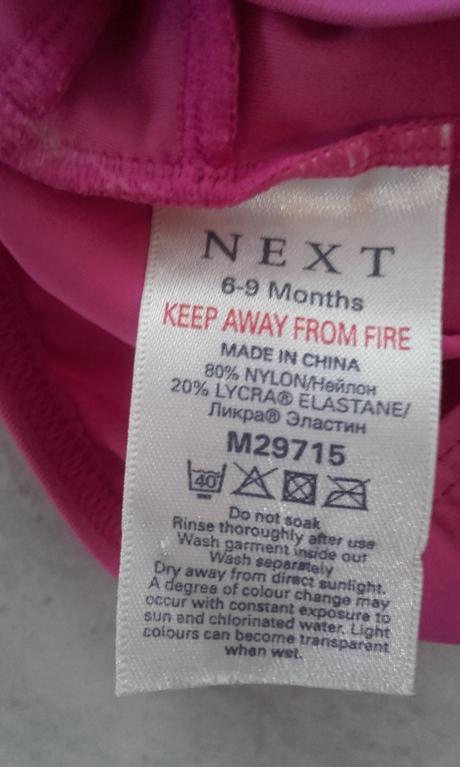 NEXT
6-9 Months
KEEP AWAY FROM FIRE
MADE IN CHINA
80% NYLON/Нейлон
20% LYCRA® ELASTANE/
Ликра® Эластин
M29715
40°
Do not soak
Rinse thoroughly after use
Wash garment inside out
Wash separately
Dry away from direct sunlight.
A degree of colour change may
occur with constant exposure to
sun and chlorinated water. Light
colours can become transparent
when wet.